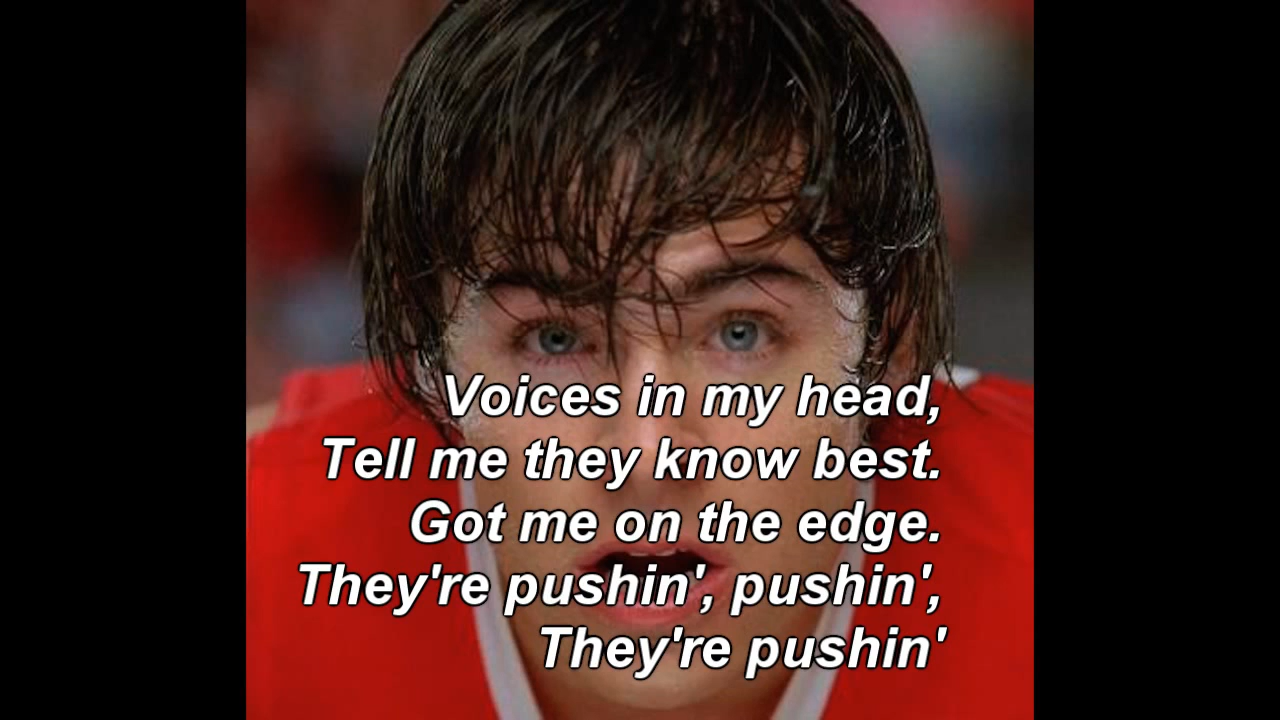 Voices in my head,
Tell me they know best.
Got me on the edge.
They're pushin', pushin',
They're pushin'